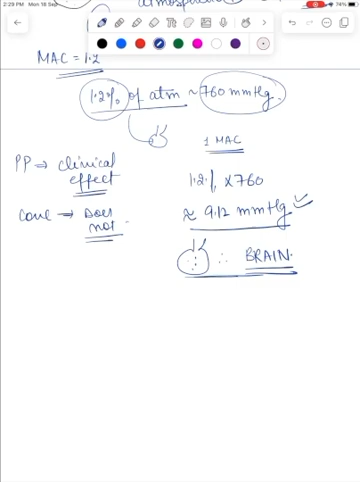 2:29 PM Mon 18 Sep
74%
atmosphe
MAC = 1.2
1.2% of atm ~ 760 mmHg.
1 MAC
PP → clinical effect
1.2% × 760
conc → Does not
≈ 9.12 mmHg ✓
∴ BRAIN.